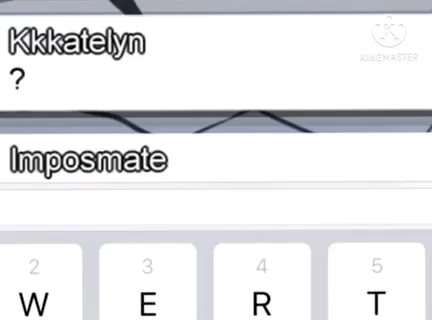 Kkkatelyn
?
KINEMASTER
Imposmate
2 3 4 5
W E R T